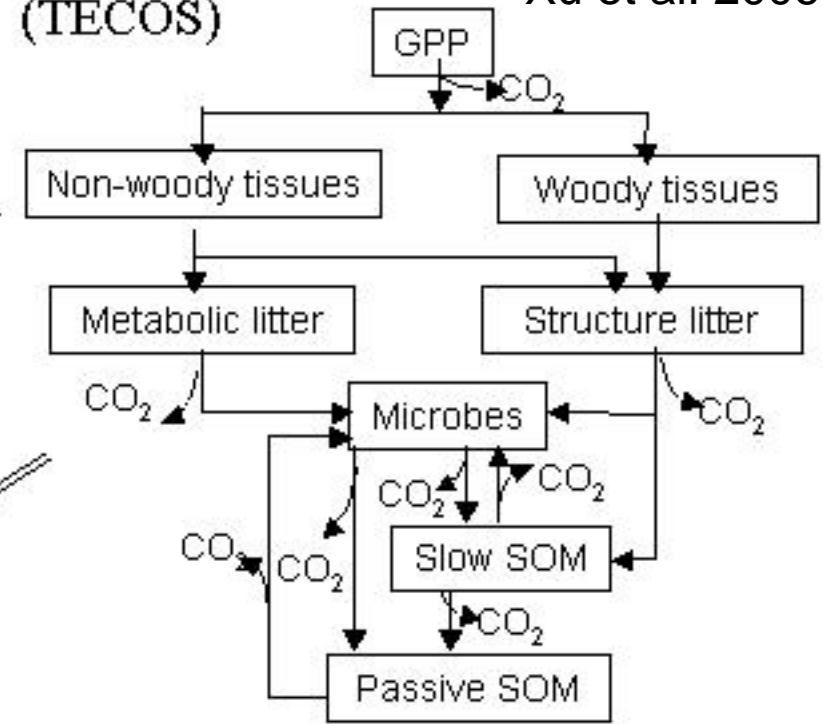 (TECOS)
GPP
CO₂
Non-woody tissues
Woody tissues
Metabolic litter
Structure litter
CO₂
Microbes
CO₂
CO₂
CO₂
CO₂
CO₂
Slow SOM
CO₂
Passive SOM